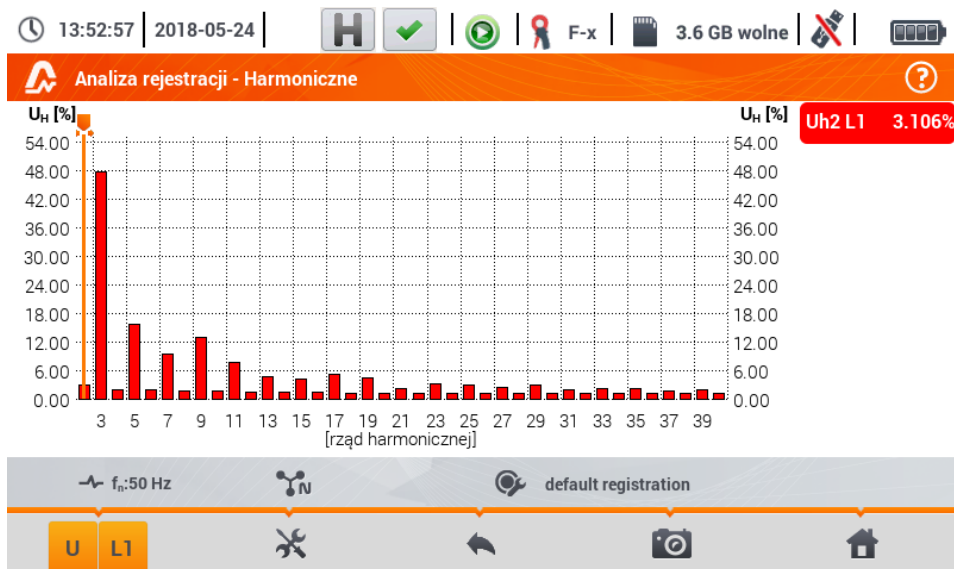 13:52:57 2018-05-24 H F-x 3.6 GB wolne
Analiza rejestracji - Harmoniczne ?
U_H [%] U_H [%] Uh2 L1 3.106%
54.00 54.00
48.00 48.00
42.00 42.00
36.00 36.00
30.00 30.00
24.00 24.00
18.00 18.00
12.00 12.00
6.00 6.00
0.00 0.00
3 5 7 9 11 13 15 17 19 21 23 25 27 29 31 33 35 37 39
[rząd harmonicznej]
f_n:50 Hz N default registration
U L1